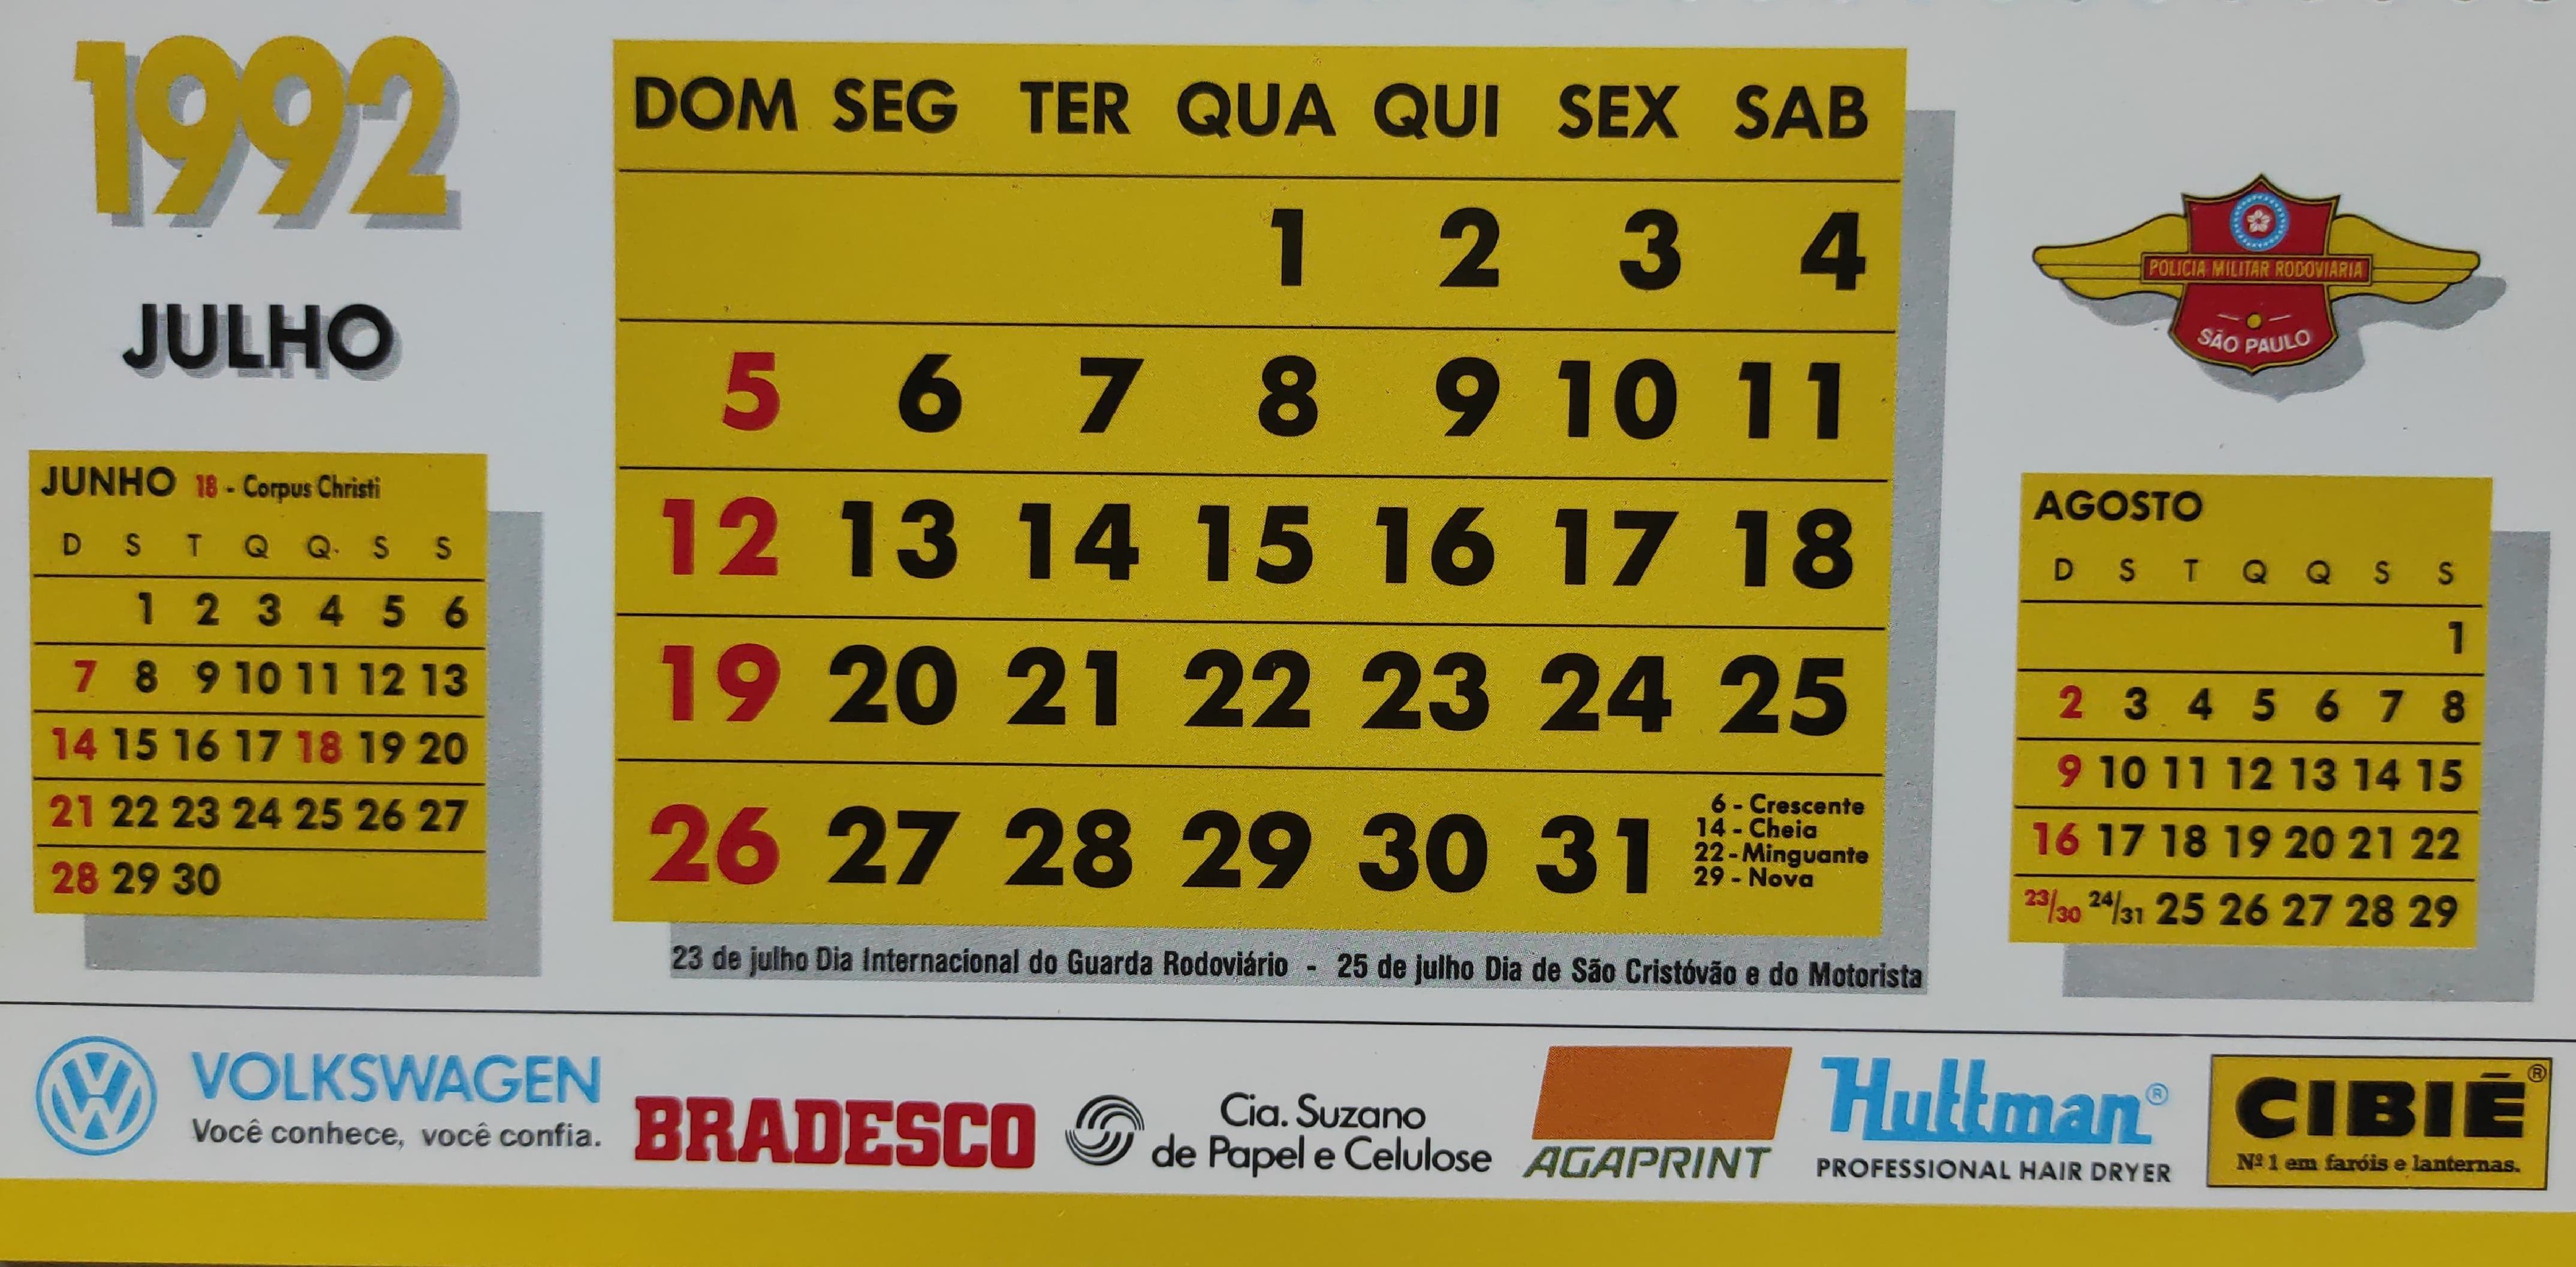 1992
JULHO
JUNHO 18 - Corpus Christi
D S T Q Q S S
1 2 3 4 5 6
7 8 9 10 11 12 13
14 15 16 17 18 19 20
21 22 23 24 25 26 27
28 29 30
DOM SEG TER QUA QUI SEX SAB
1 2 3 4
5 6 7 8 9 10 11
12 13 14 15 16 17 18
19 20 21 22 23 24 25
26 27 28 29 30 31
6 - Crescente
14 - Cheia
22 - Minguante
29 - Nova
23 de julho Dia Internacional do Guarda Rodoviário - 25 de julho Dia de São Cristóvão e do Motorista
POLICIA MILITAR RODOVIARIA
SÃO PAULO
AGOSTO
D S T Q Q S S
1
2 3 4 5 6 7 8
9 10 11 12 13 14 15
16 17 18 19 20 21 22
23/30 24/31 25 26 27 28 29
VOLKSWAGEN
Você conhece, você confia.
BRADESCO
Cia. Suzano
de Papel e Celulose
AGAPRINT
Huttman®
PROFESSIONAL HAIR DRYER
CIBIÉ®
Nº 1 em faróis e lanternas.